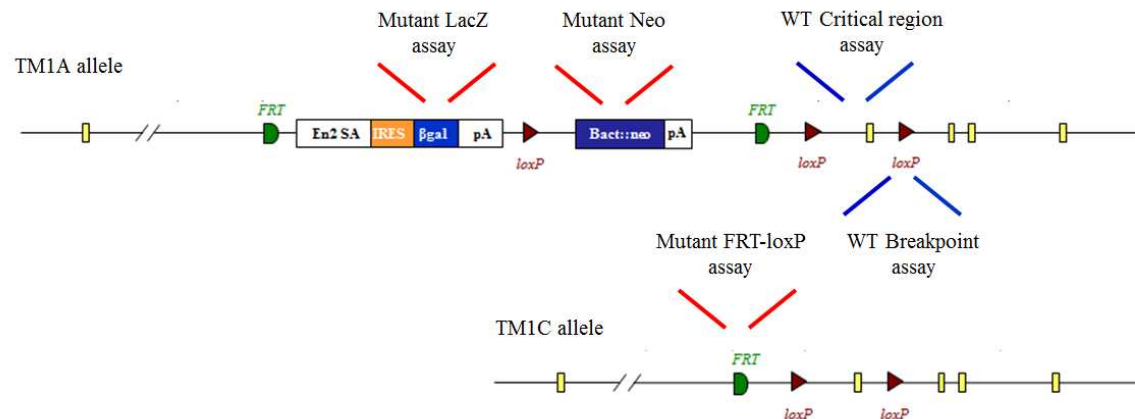 Mutant LacZ
assay
Mutant Neo
assay
WT Critical region
assay
TM1A allele
FRT
FRT
En2 SA
IRES
βgal
pA
Bact::neo
pA
loxP
loxP
loxP
Mutant FRT-loxP
assay
WT Breakpoint
assay
TM1C allele
FRT
loxP
loxP